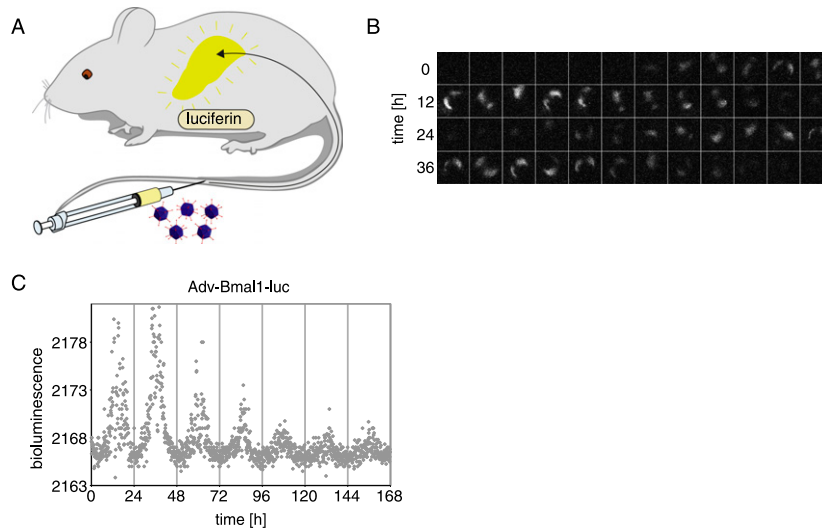 A
luciferin
B
time [h]
0
12
24
36
C
Adv-Bmal1-luc
bioluminescence
2178
2173
2168
2163
0 24 48 72 96 120 144 168
time [h]